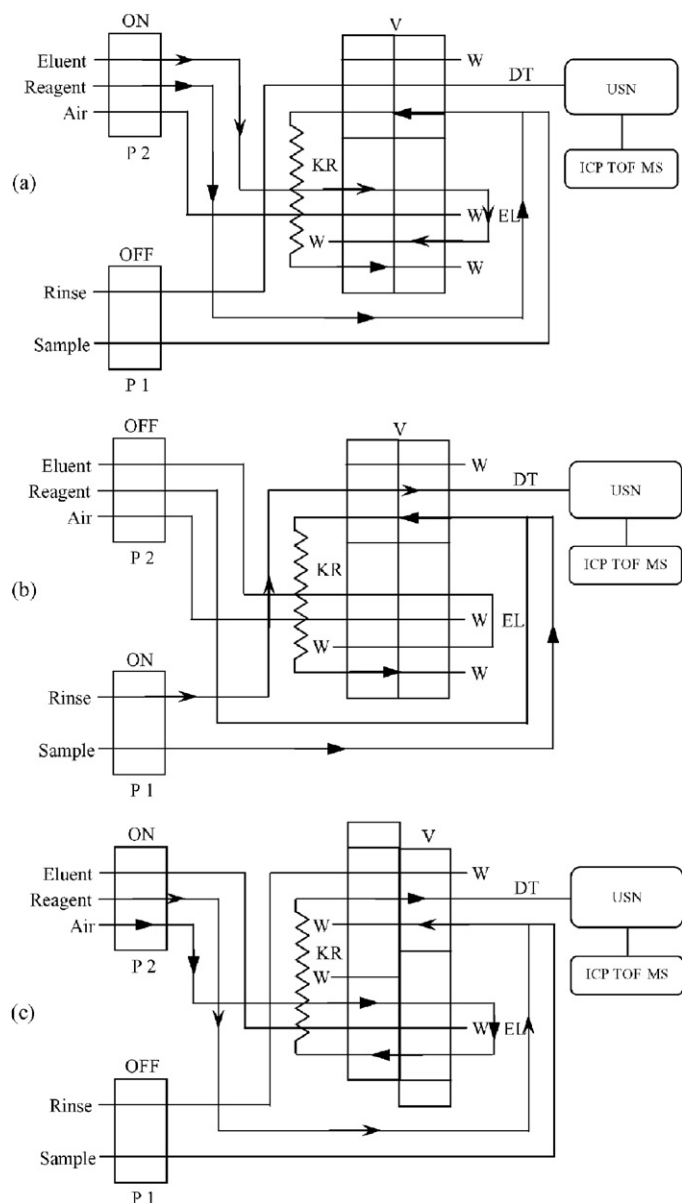 ON
V
Eluent
W
DT
Reagent
USN
Air
P 2
KR
ICP TOF MS
(a)
W
EL
W
OFF
W
Rinse
Sample
P 1
OFF
V
Eluent
W
DT
Reagent
USN
Air
P 2
KR
ICP TOF MS
(b)
W
EL
ON
W
Rinse
W
Sample
P 1
ON
V
Eluent
W
DT
Reagent
USN
Air
W
P 2
KR
W
ICP TOF MS
(c)
W
EL
OFF
Rinse
Sample
P 1